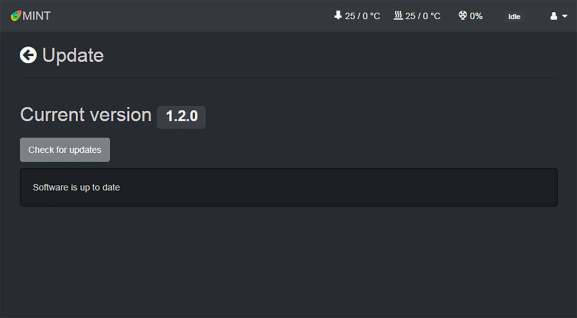 MINT 25 / 0 °C 25 / 0 °C 0% Idle
Update
Current version 1.2.0
Check for updates
Software is up to date